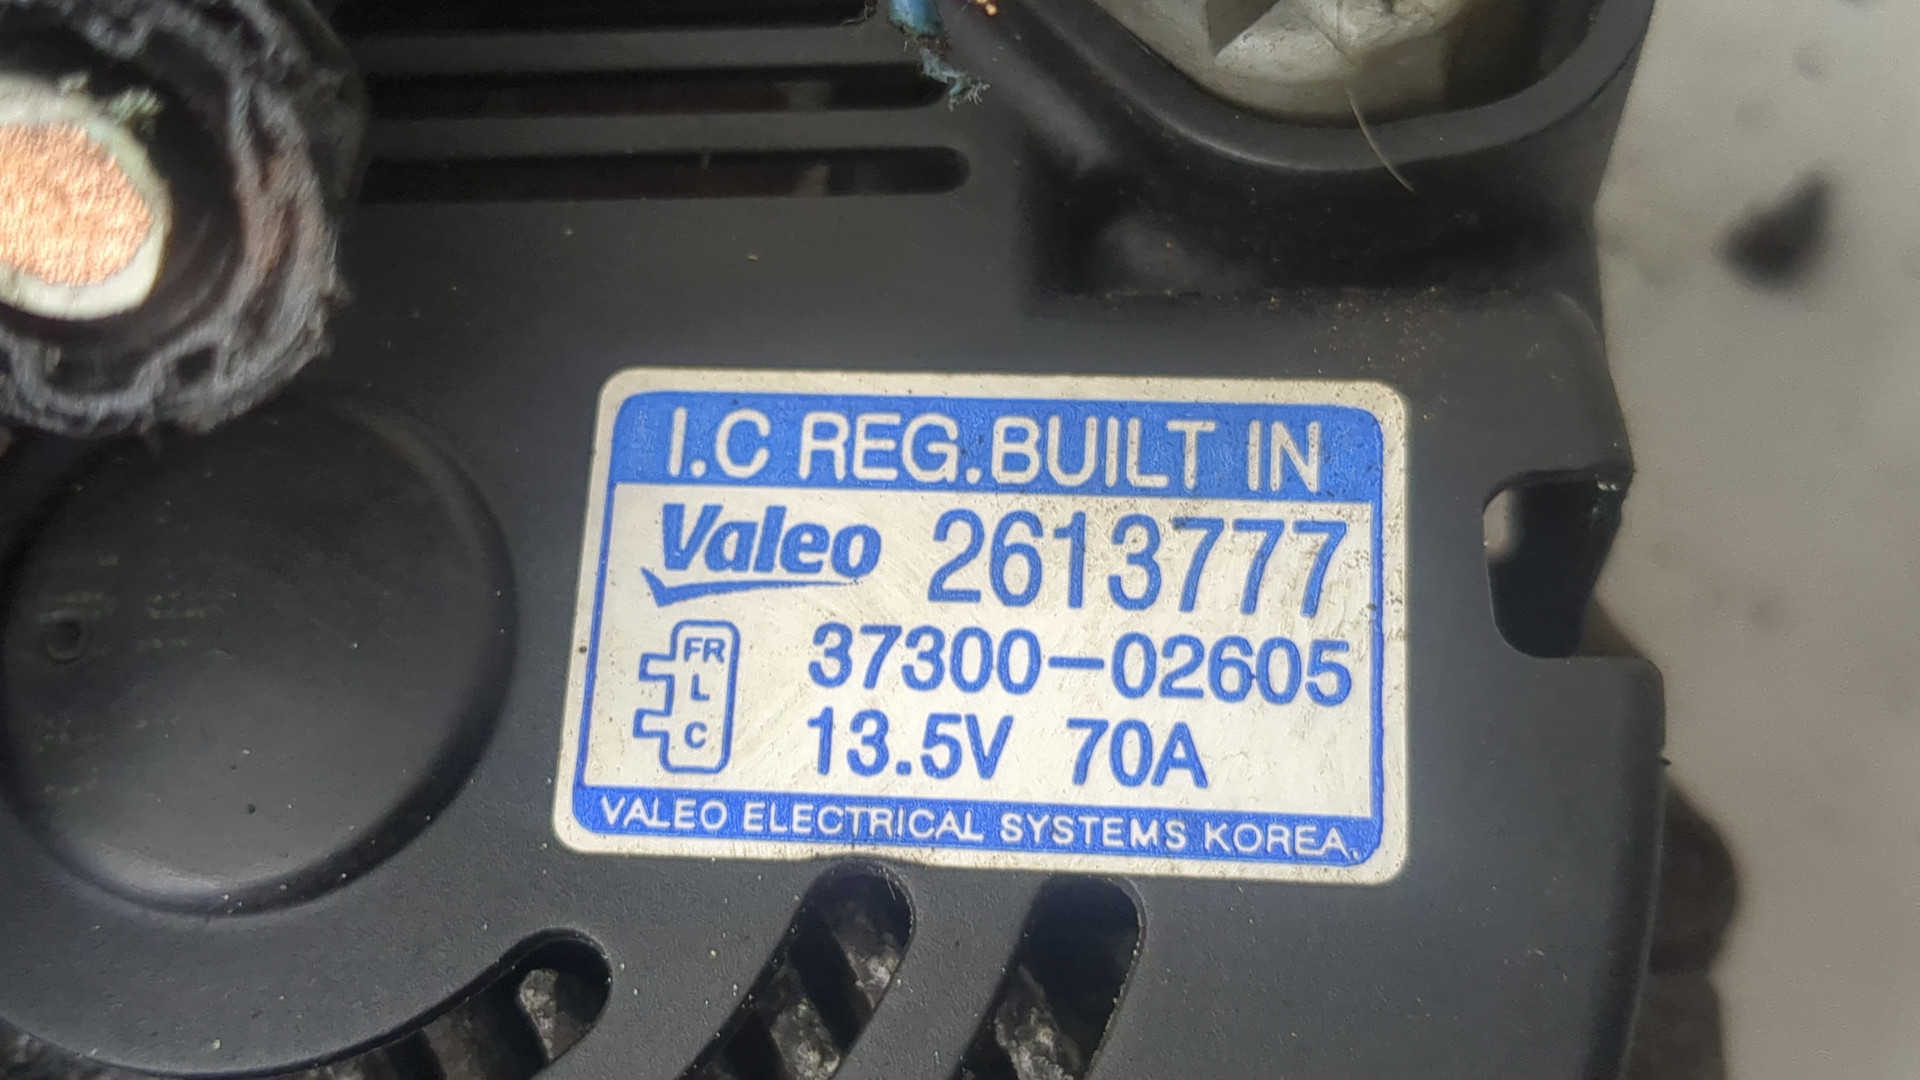 I.C REG.BUILT IN
Valeo 2613777
FR
L
C
37300-02605
13.5V 70A
VALEO ELECTRICAL SYSTEMS KOREA.